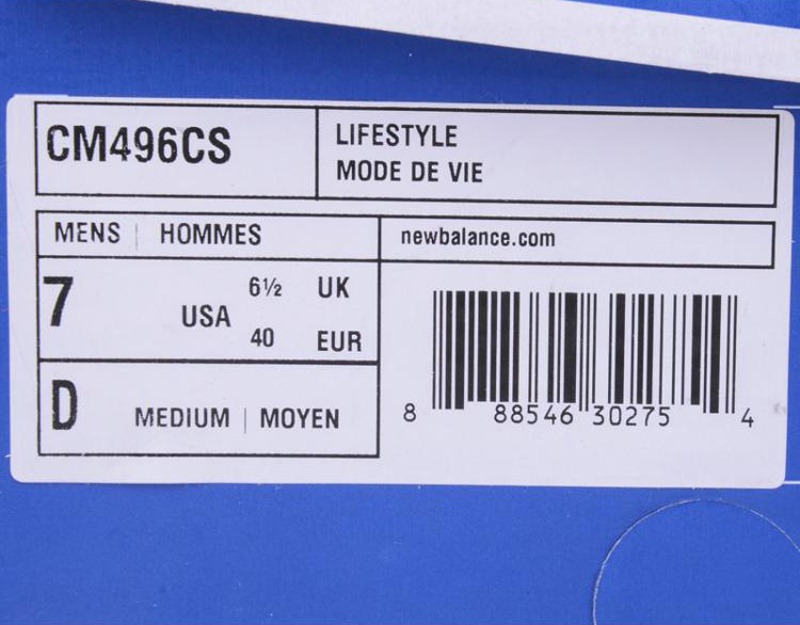 CM496CS
LIFESTYLE
MODE DE VIE
MENS | HOMMES
newbalance.com
7
USA
6½ UK
40 EUR
D
MEDIUM | MOYEN
8 88546 30275 4